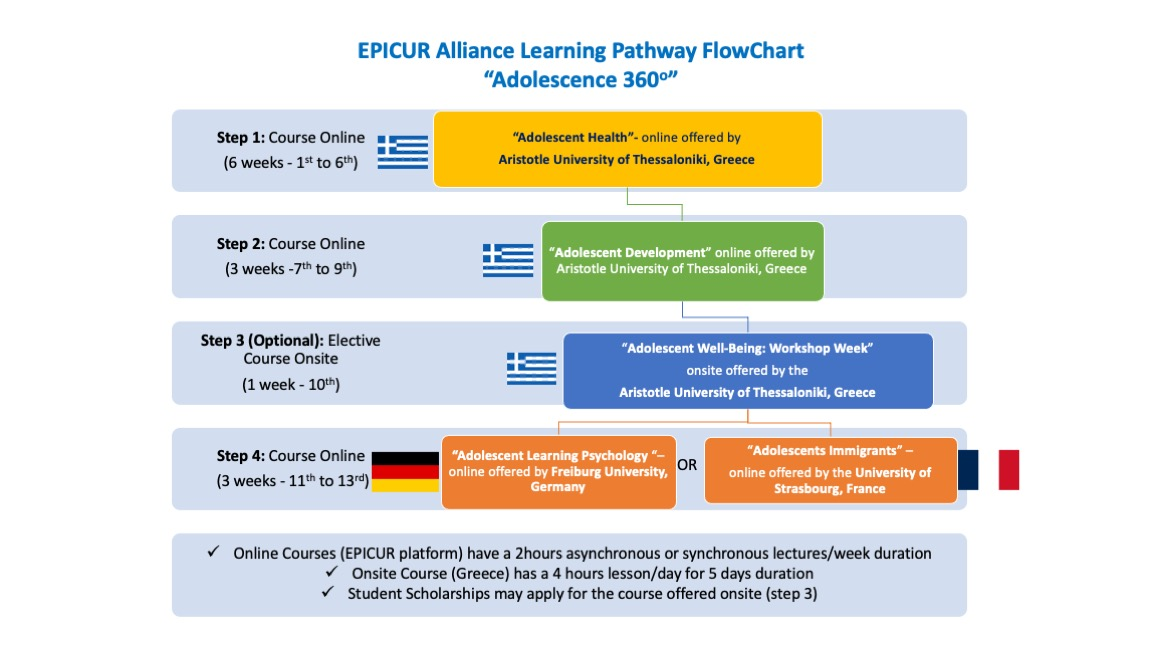 EPICUR Alliance Learning Pathway FlowChart
“Adolescence 360º”
Step 1: Course Online
(6 weeks - 1st to 6th)
“Adolescent Health”- online offered by
Aristotle University of Thessaloniki, Greece
Step 2: Course Online
(3 weeks -7th to 9th)
“Adolescent Development” online offered by
Aristotle University of Thessaloniki, Greece
Step 3 (Optional): Elective
Course Onsite
(1 week - 10th)
“Adolescent Well-Being: Workshop Week”
onsite offered by the
Aristotle University of Thessaloniki, Greece
Step 4: Course Online
(3 weeks - 11th to 13rd)
“Adolescent Learning Psychology “–
online offered by Freiburg University,
Germany
OR
“Adolescents Immigrants” –
online offered by the University of
Strasbourg, France
✓ Online Courses (EPICUR platform) have a 2hours asynchronous or synchronous lectures/week duration
✓ Onsite Course (Greece) has a 4 hours lesson/day for 5 days duration
✓ Student Scholarships may apply for the course offered onsite (step 3)